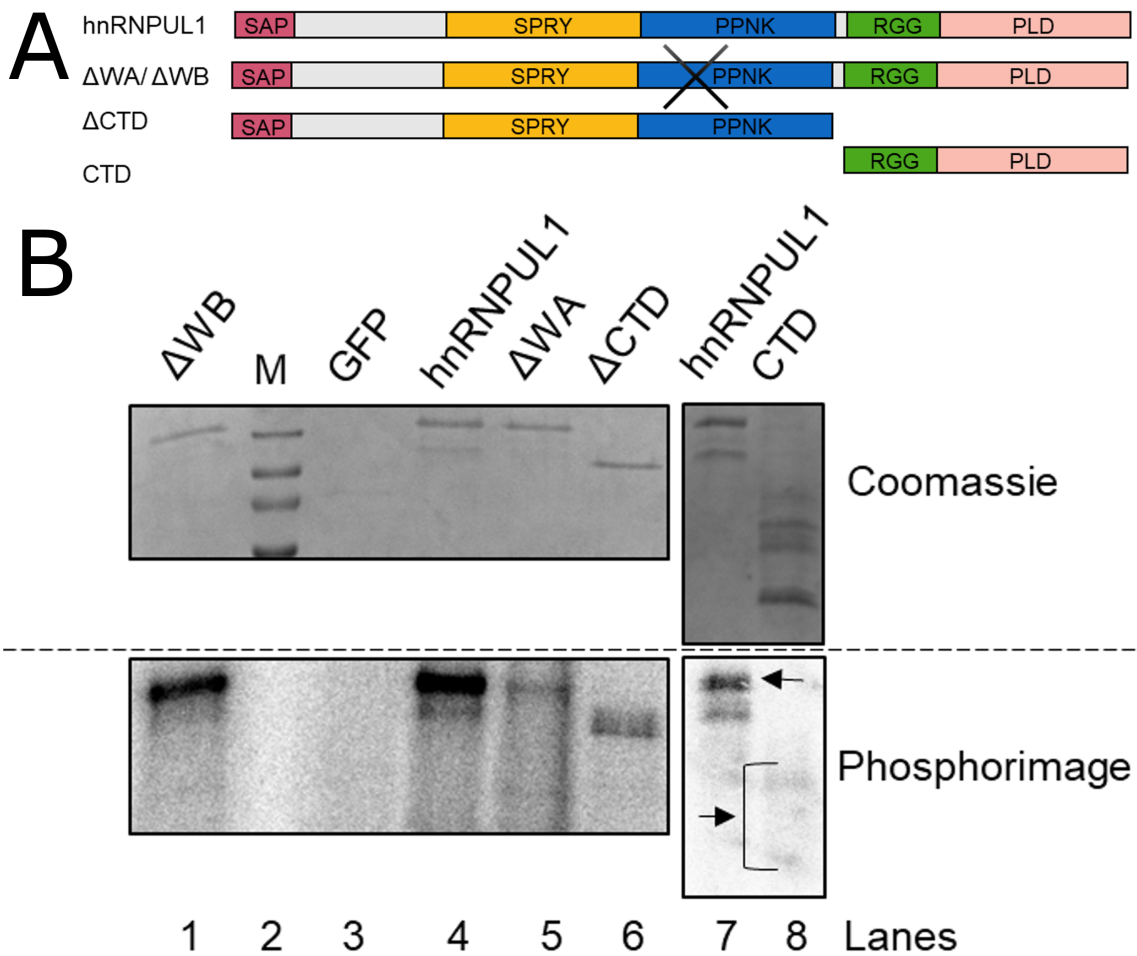 A
hnRNPUL1 SAP SPRY PPNK RGG PLD
ΔWA/ ΔWB SAP SPRY PPNK RGG PLD
ΔCTD SAP SPRY PPNK
CTD RGG PLD
B
ΔWB M GFP hnRNPUL1 ΔWA ΔCTD hnRNPUL1 CTD
Coomassie
Phosphorimage
1 2 3 4 5 6 7 8 Lanes